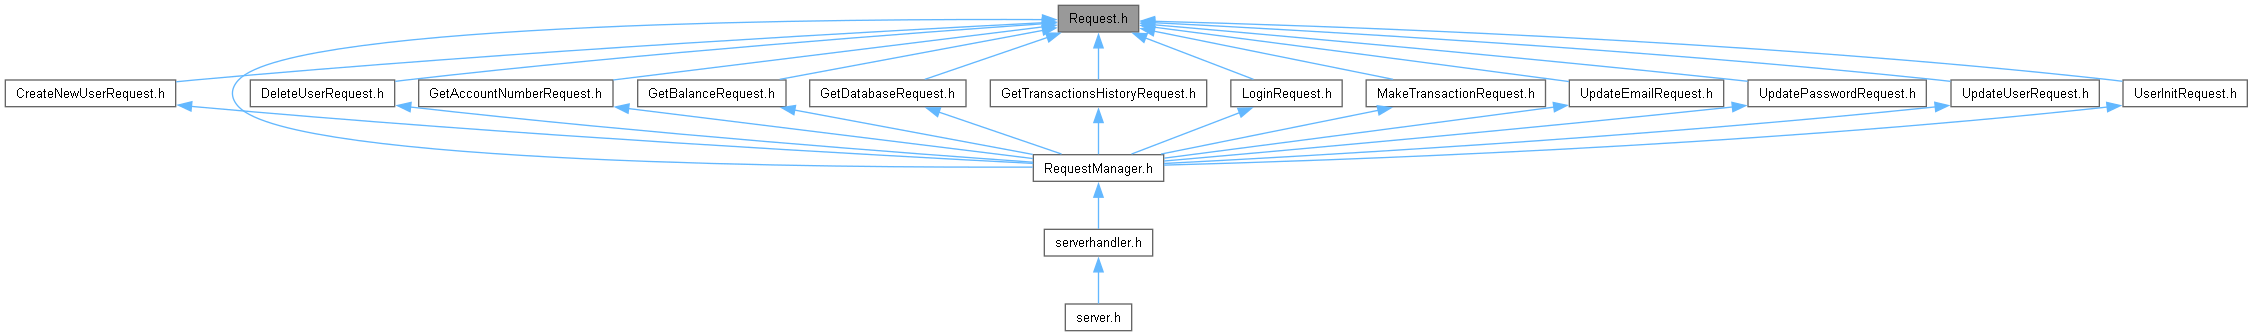 Request.h
CreateNewUserRequest.h
DeleteUserRequest.h
GetAccountNumberRequest.h
GetBalanceRequest.h
GetDatabaseRequest.h
GetTransactionsHistoryRequest.h
LoginRequest.h
MakeTransactionRequest.h
UpdateEmailRequest.h
UpdatePasswordRequest.h
UpdateUserRequest.h
UserInitRequest.h
RequestManager.h
serverhandler.h
server.h